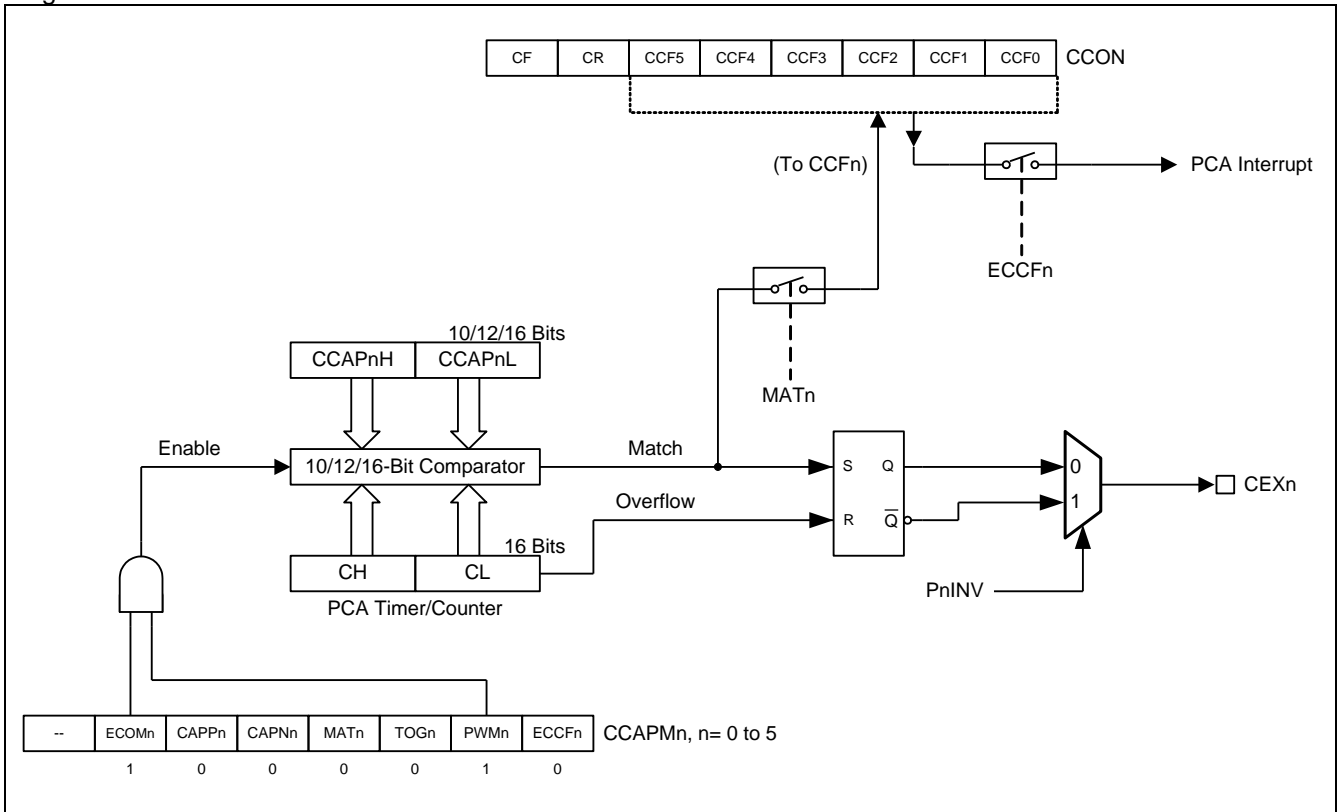 CF CR CCF5 CCF4 CCF3 CCF2 CCF1 CCF0 CCON
(To CCFn)
PCA Interrupt
ECCFn
10/12/16 Bits
CCAPnH CCAPnL
MATn
Enable
10/12/16-Bit Comparator
Match
S Q
R Q̅
0
1
CEXn
Overflow
16 Bits
CH CL
PCA Timer/Counter
PnINV
-- ECOMn CAPPn CAPNn MATn TOGn PWMn ECCFn CCAPMn, n= 0 to 5
1 0 0 0 0 1 0